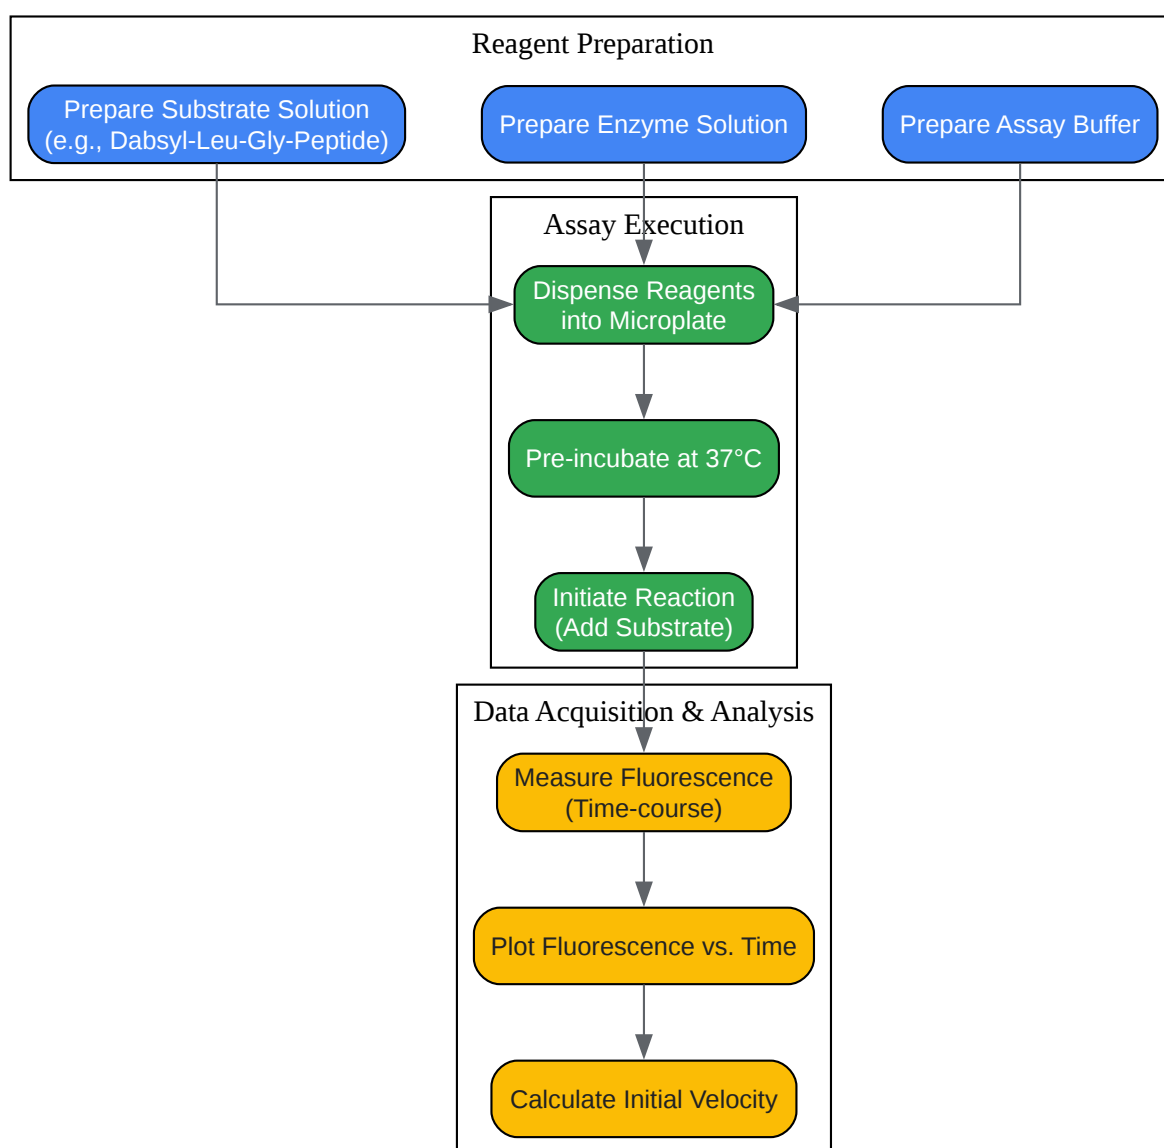 Reagent Preparation
Prepare Substrate Solution
(e.g., Dabsyl-Leu-Gly-Peptide)
Prepare Enzyme Solution
Prepare Assay Buffer
Assay Execution
Dispense Reagents
into Microplate
Pre-incubate at 37°C
Initiate Reaction
(Add Substrate)
Data Acquisition & Analysis
Measure Fluorescence
(Time-course)
Plot Fluorescence vs. Time
Calculate Initial Velocity